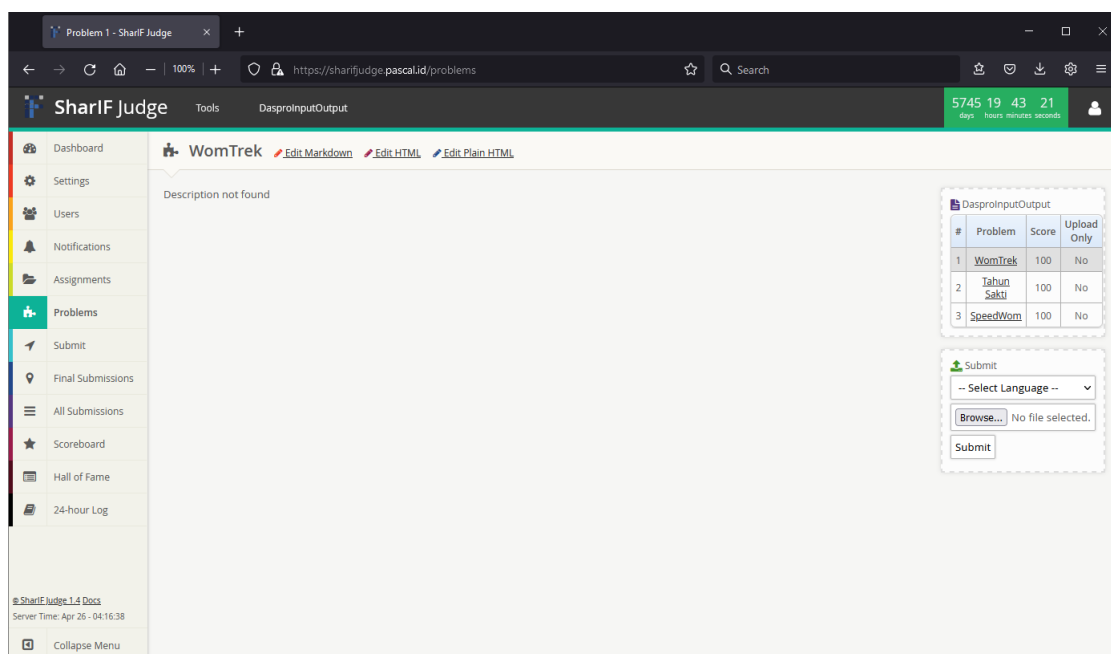 Problem 1 - SharIF Judge
100%
https://sharifjudge.pascal.id/problems
Search
SharIF Judge
Tools
DasproInputOutput
5745 19 43 21
days hours minutes seconds
Dashboard
Settings
Users
Notifications
Assignments
Problems
Submit
Final Submissions
All Submissions
Scoreboard
Hall of Fame
24-hour Log
© SharIF Judge 1.4 Docs
Server Time: Apr 26 - 04:16:38
Collapse Menu
WomTrek Edit Markdown Edit HTML Edit Plain HTML
Description not found
DasproInputOutput
# Problem Score Upload Only
1 WomTrek 100 No
2 Tahun Sakti 100 No
3 SpeedWom 100 No
Submit
-- Select Language --
Browse... No file selected.
Submit